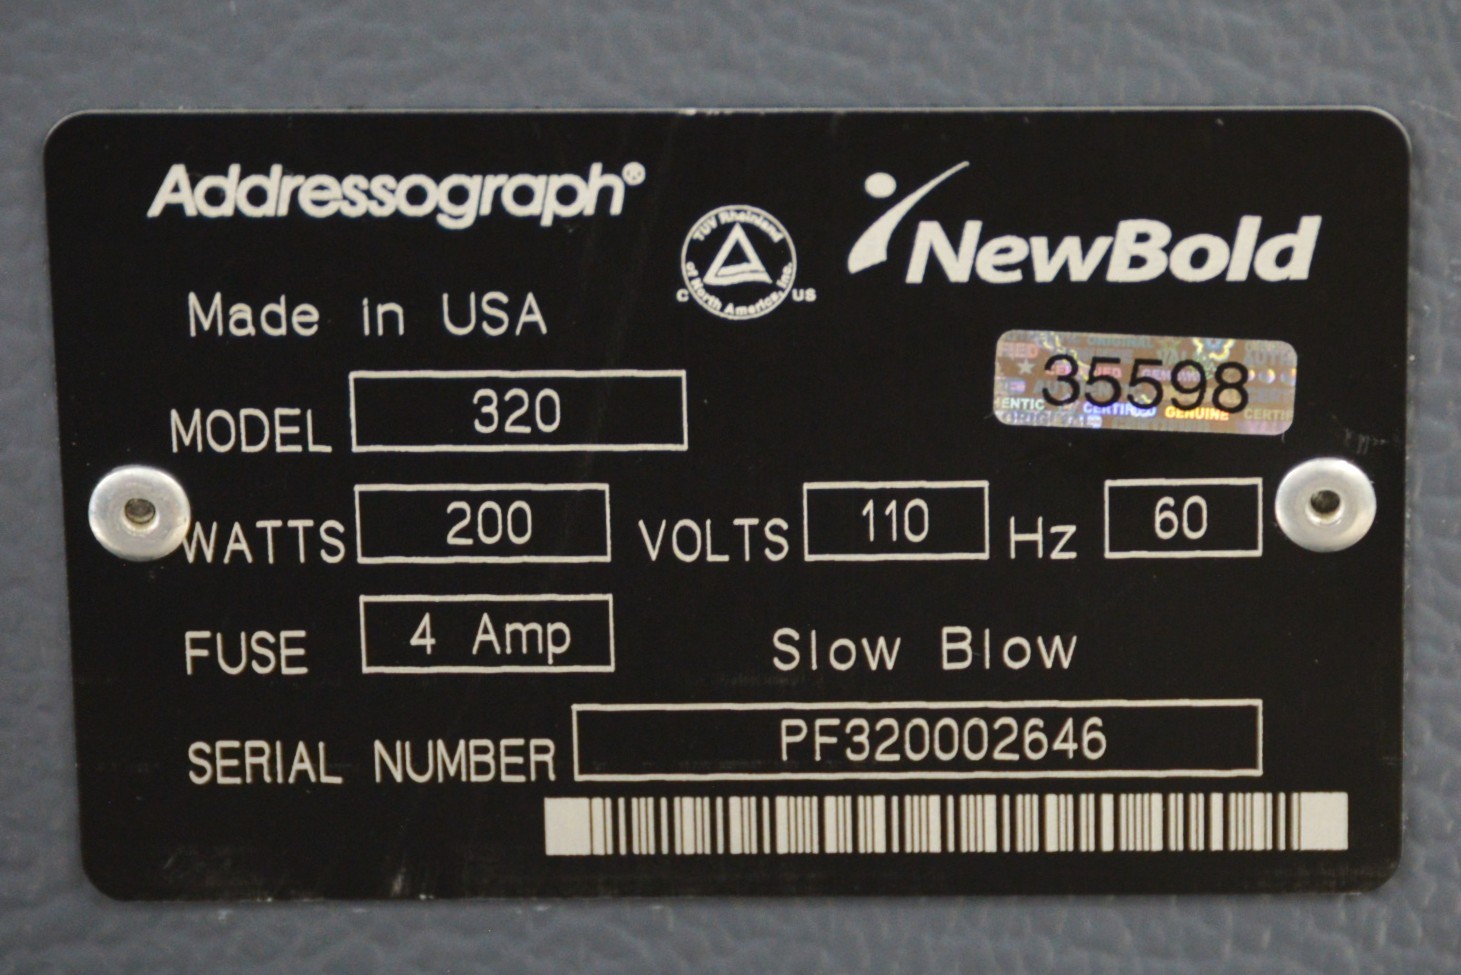 Addressograph®
NewBold
TUV Rheinland
of North America, Inc.
C US
Made in USA
35598
MODEL 320
WATTS 200 VOLTS 110 Hz 60
FUSE 4 Amp Slow Blow
SERIAL NUMBER PF320002646